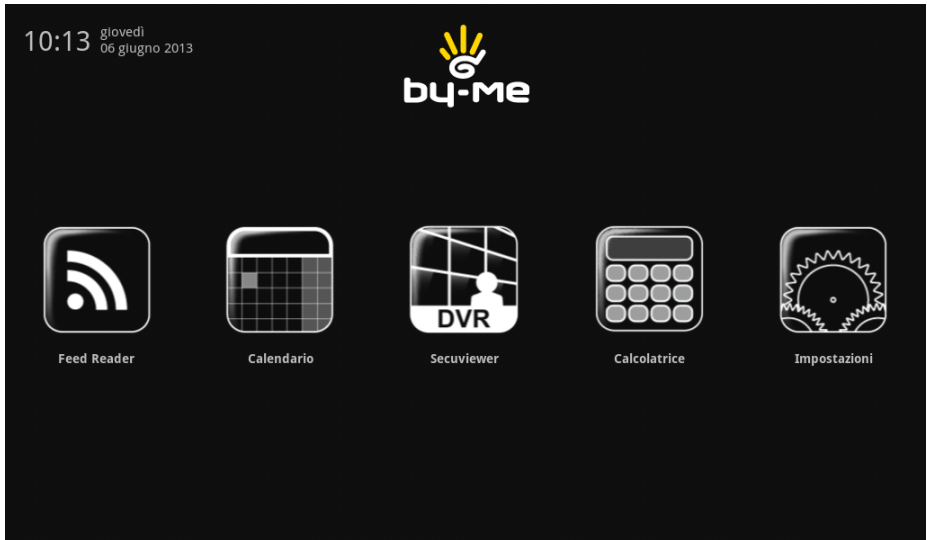 10:13
giovedì
06 giugno 2013
by-me
DVR
Feed Reader
Calendario
Secuviewer
Calcolatrice
Impostazioni